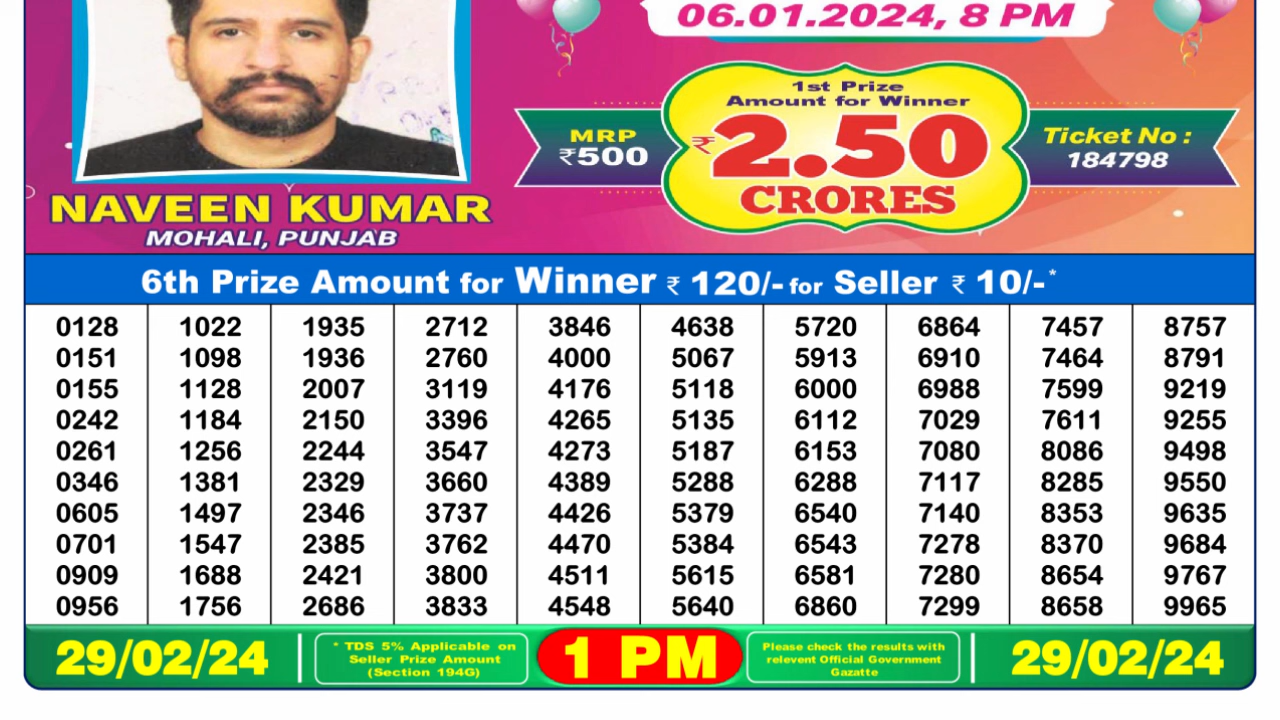 06.01.2024, 8 PM
1st Prize
Amount for Winner
MRP
₹500
₹2.50
CRORES
Ticket No :
184798
NAVEEN KUMAR
MOHALI, PUNJAB
6th Prize Amount for Winner ₹ 120/- for Seller ₹ 10/-*
0128 1022 1935 2712 3846 4638 5720 6864 7457 8757
0151 1098 1936 2760 4000 5067 5913 6910 7464 8791
0155 1128 2007 3119 4176 5118 6000 6988 7599 9219
0242 1184 2150 3396 4265 5135 6112 7029 7611 9255
0261 1256 2244 3547 4273 5187 6153 7080 8086 9498
0346 1381 2329 3660 4389 5288 6288 7117 8285 9550
0605 1497 2346 3737 4426 5379 6540 7140 8353 9635
0701 1547 2385 3762 4470 5384 6543 7278 8370 9684
0909 1688 2421 3800 4511 5615 6581 7280 8654 9767
0956 1756 2686 3833 4548 5640 6860 7299 8658 9965
29/02/24
* TDS 5% Applicable on
Seller Prize Amount
(Section 194G)
1 PM
Please check the results with
relevent Official Government
Gazatte
29/02/24